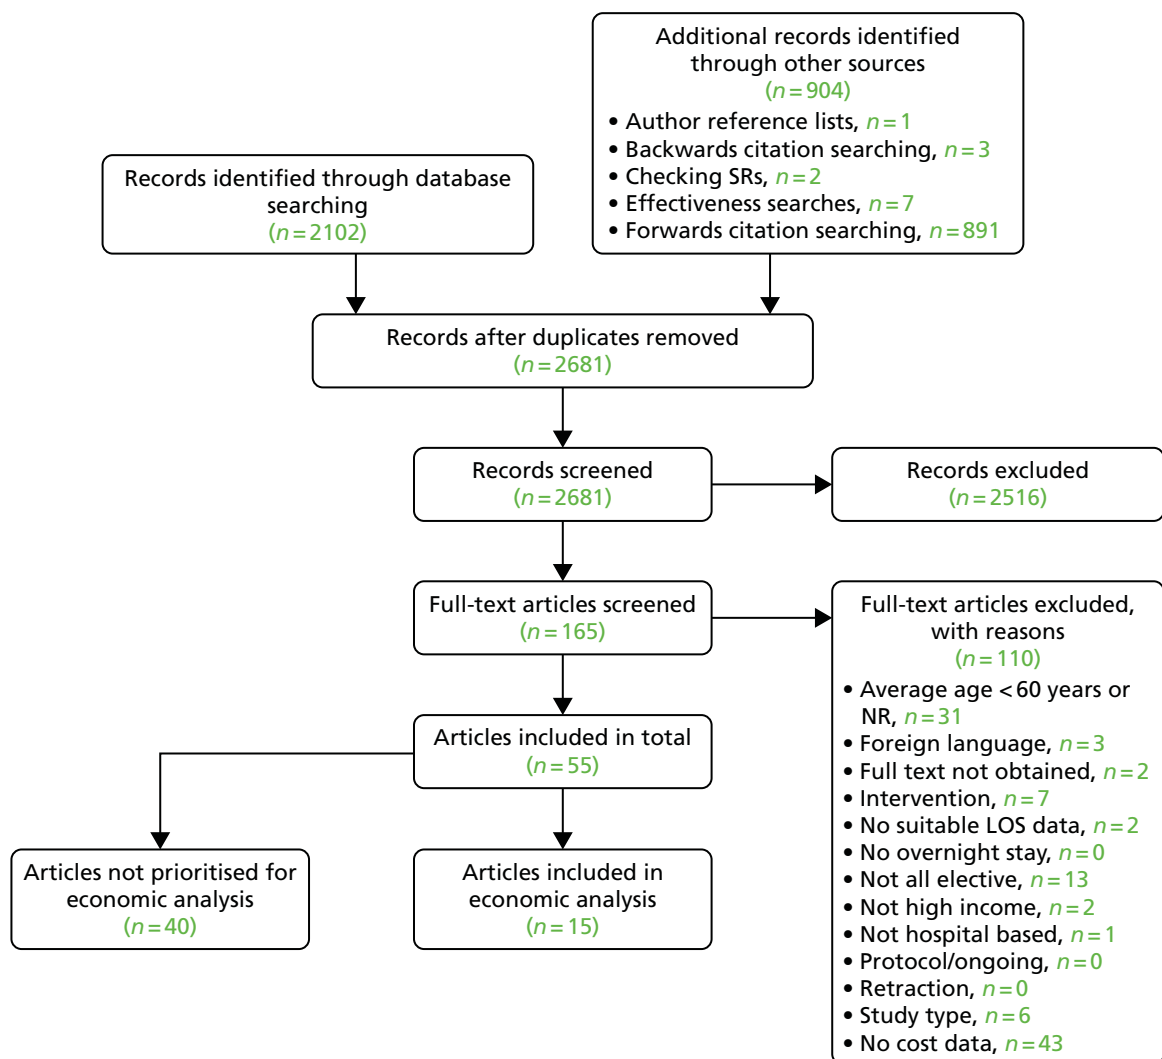 Additional records identified
through other sources
(n = 904)
• Author reference lists, n = 1
• Backwards citation searching, n = 3
• Checking SRs, n = 2
• Effectiveness searches, n = 7
• Forwards citation searching, n = 891
Records identified through database
searching
(n = 2102)
Records after duplicates removed
(n = 2681)
Records screened
(n = 2681)
Records excluded
(n = 2516)
Full-text articles screened
(n = 165)
Full-text articles excluded,
with reasons
(n = 110)
• Average age < 60 years or
NR, n = 31
• Foreign language, n = 3
• Full text not obtained, n = 2
• Intervention, n = 7
• No suitable LOS data, n = 2
• No overnight stay, n = 0
• Not all elective, n = 13
• Not high income, n = 2
• Not hospital based, n = 1
• Protocol/ongoing, n = 0
• Retraction, n = 0
• Study type, n = 6
• No cost data, n = 43
Articles included in total
(n = 55)
Articles not prioritised for
economic analysis
(n = 40)
Articles included in
economic analysis
(n = 15)